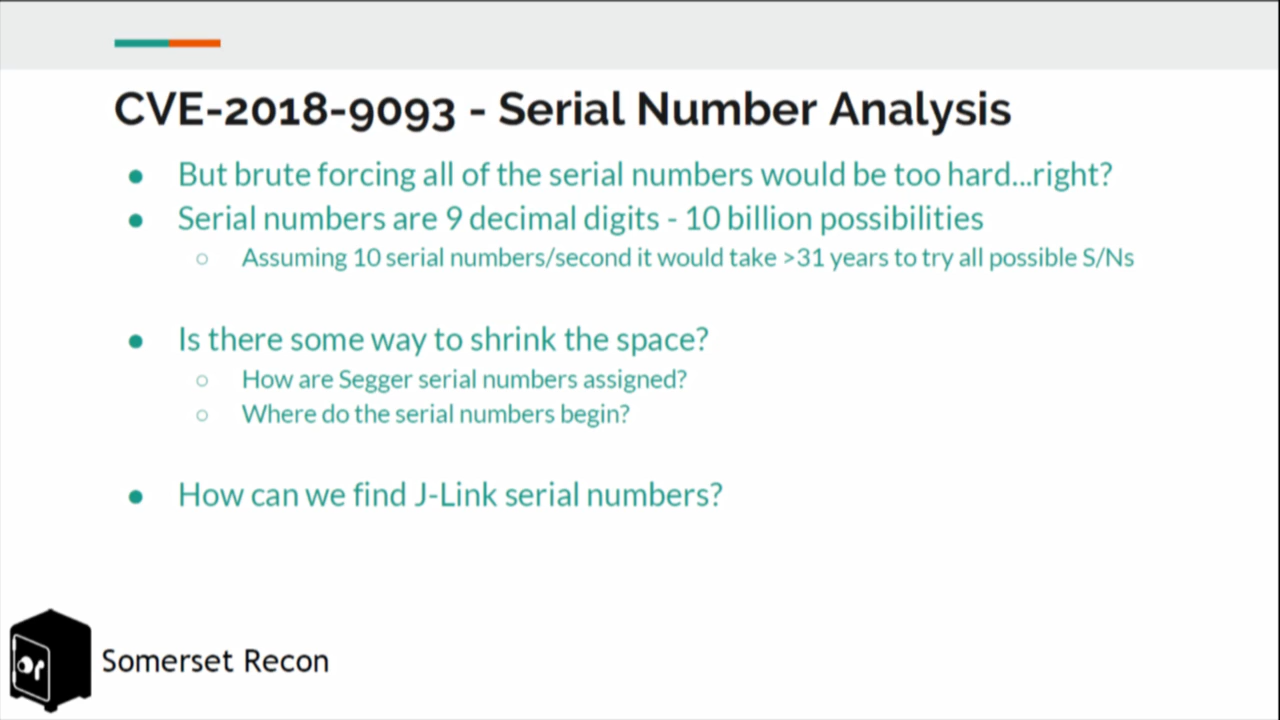 CVE-2018-9093 - Serial Number Analysis
But brute forcing all of the serial numbers would be too hard...right?
Serial numbers are 9 decimal digits - 10 billion possibilities
Assuming 10 serial numbers/second it would take >31 years to try all possible S/Ns
Is there some way to shrink the space?
How are Segger serial numbers assigned?
Where do the serial numbers begin?
How can we find J-Link serial numbers?
Somerset Recon